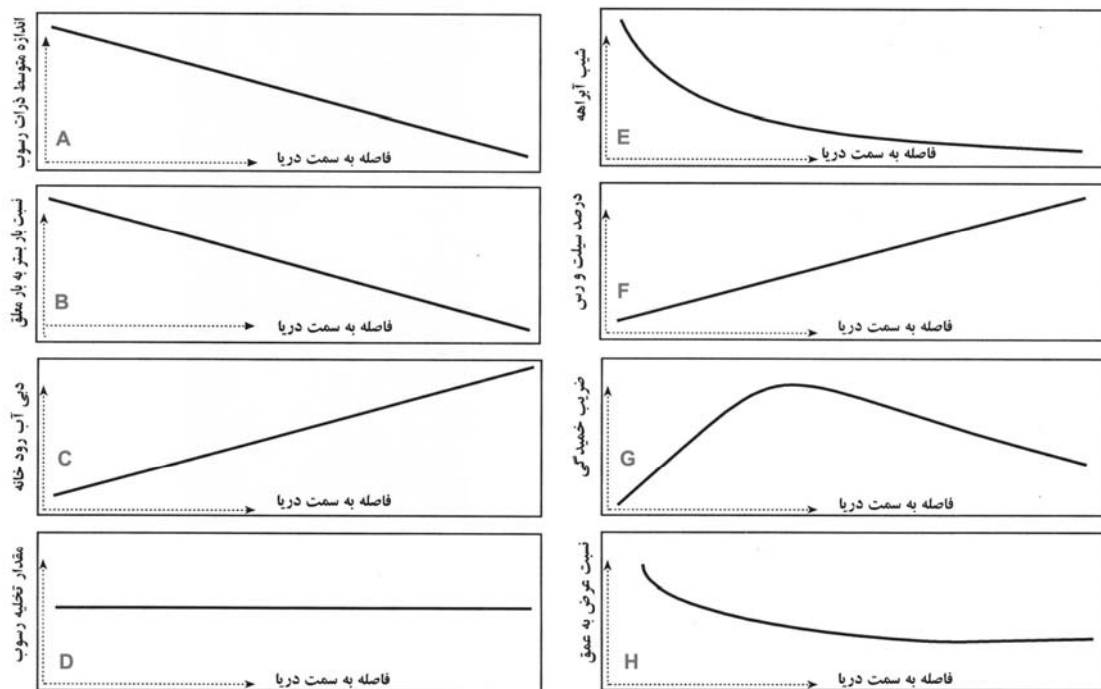 اندازه متوسط ذرات رسوب
A
فاصله به سمت دریا
نسبت بار بستر به بار معلق
B
فاصله به سمت دریا
دبی آب رود خانه
C
فاصله به سمت دریا
مقدار تخلیه رسوب
D
فاصله به سمت دریا
شیب آبراهه
E
فاصله به سمت دریا
درصد سیلت و رس
F
فاصله به سمت دریا
ضریب خمیدگی
G
فاصله به سمت دریا
نسبت عرض به عمق
H
فاصله به سمت دریا